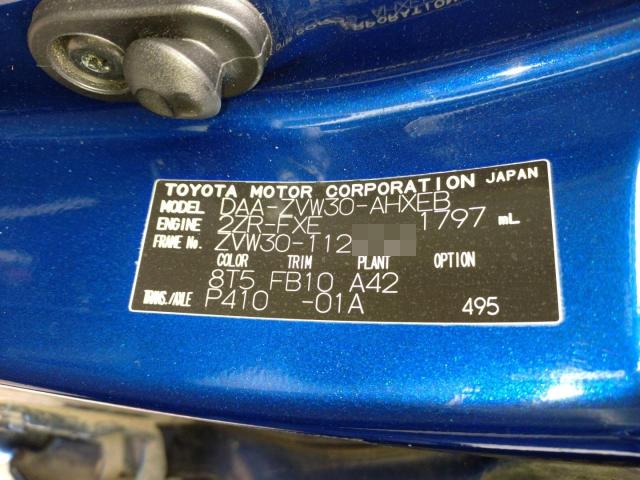 TOYOTA MOTOR CORPORATION JAPAN
MODEL DAA-ZVW30-AHXEB
ENGINE 2ZR-FXE 1797 mL
FRAME No. ZVW30-112
COLOR TRIM PLANT OPTION
8T5 FB10 A42
TRANS./AXLE P410 -01A 495